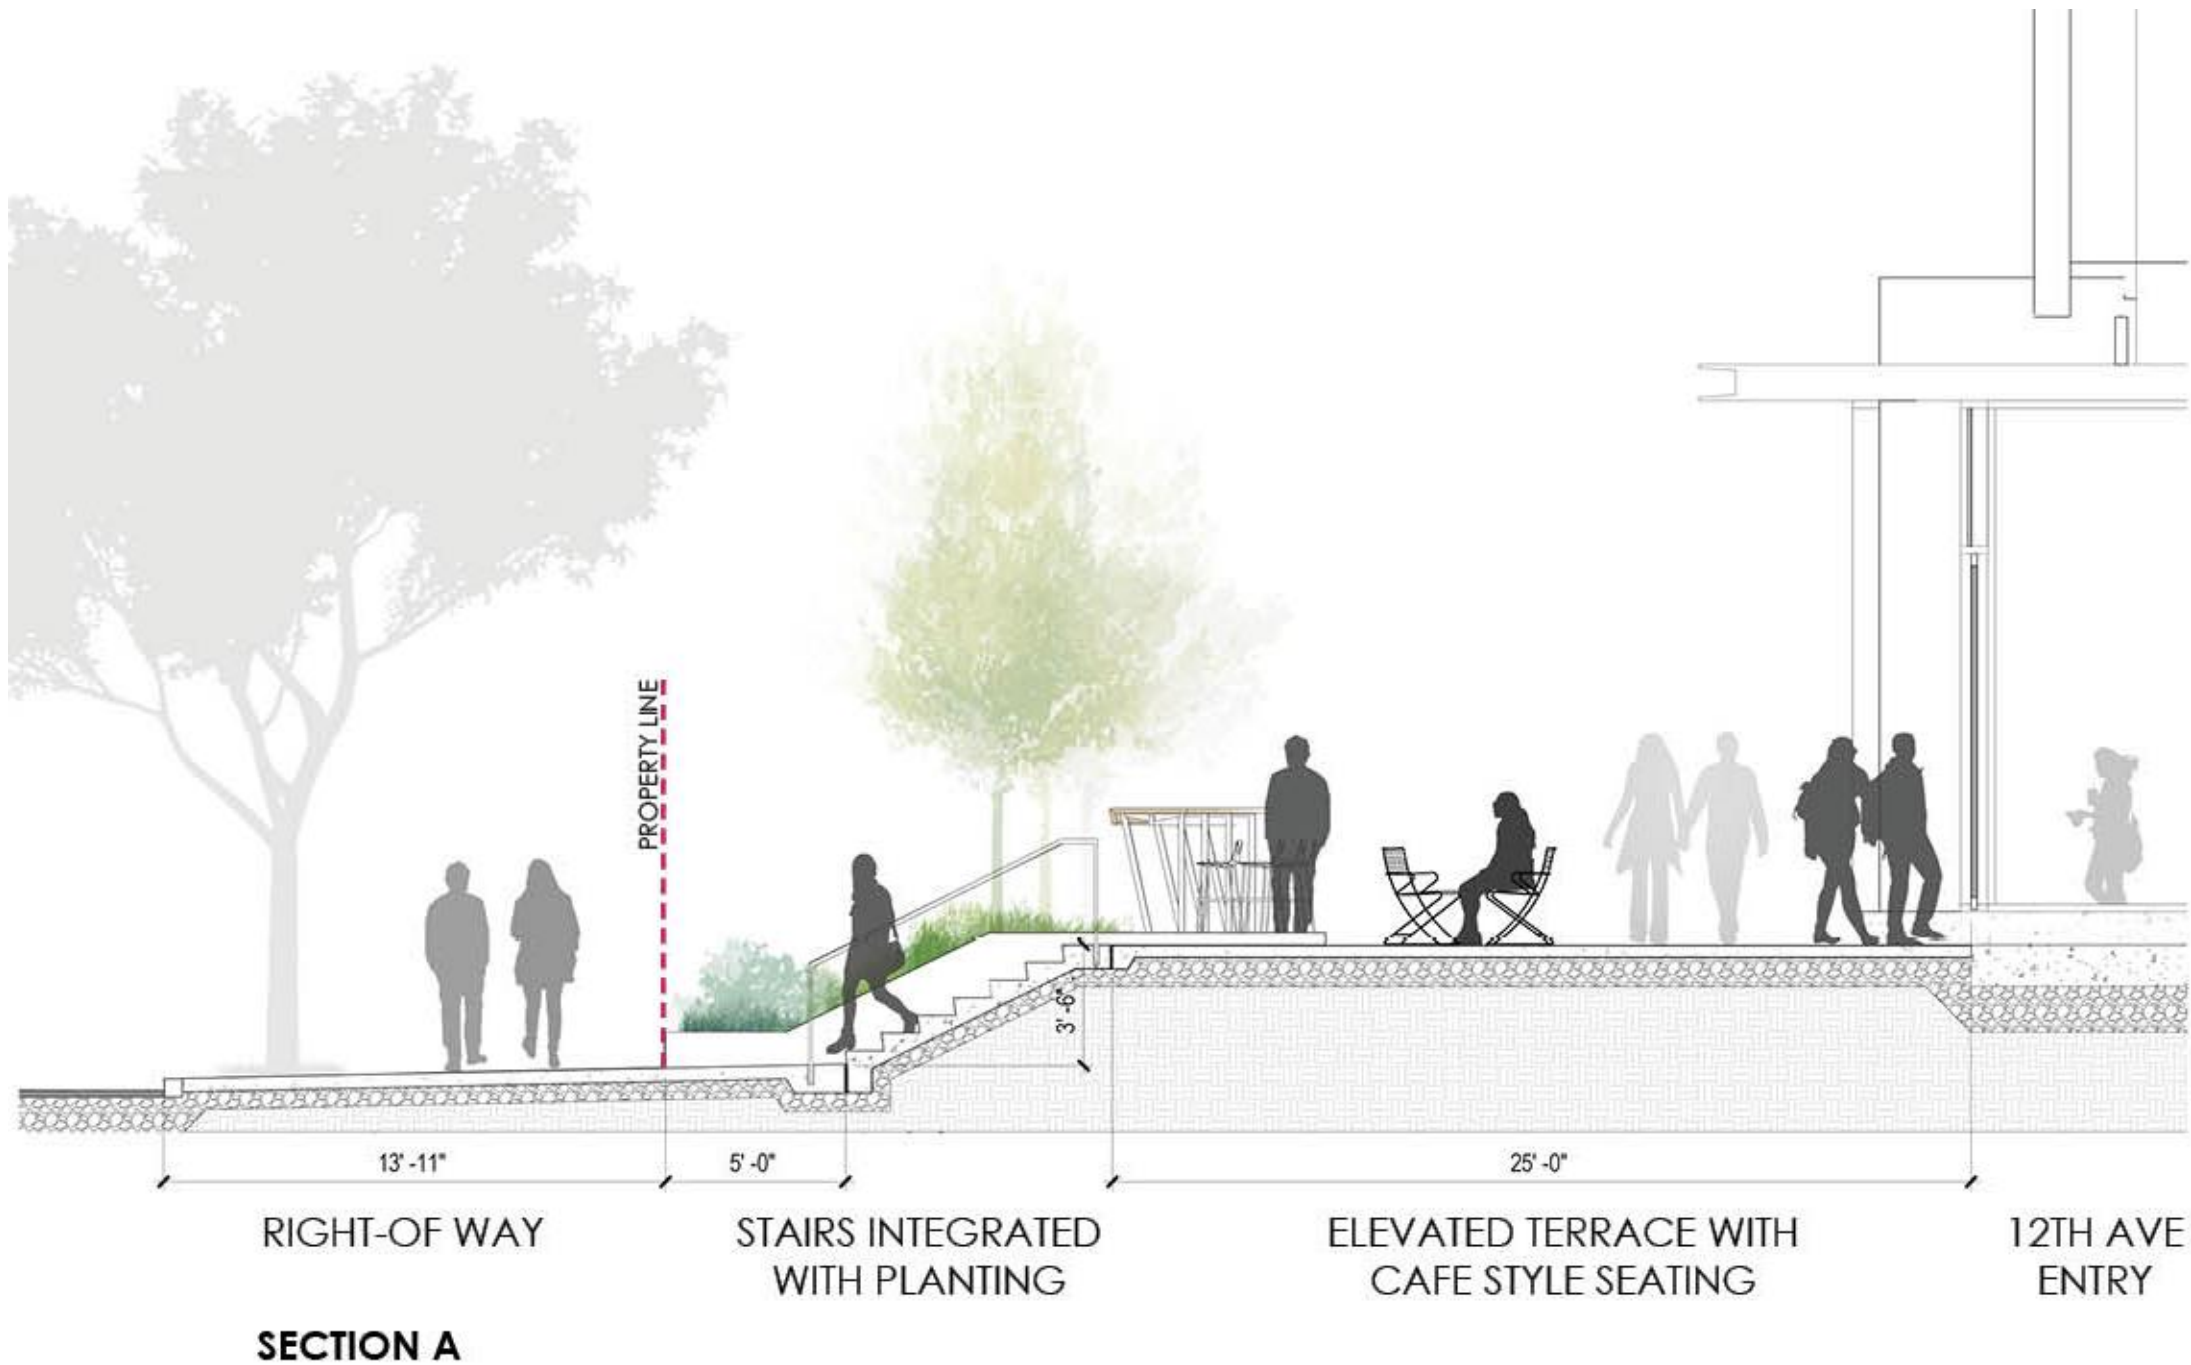 PROPERTY LINE
3' -6"
13' -11"
5' -0"
25' -0"
RIGHT-OF WAY
STAIRS INTEGRATED
WITH PLANTING
ELEVATED TERRACE WITH
CAFE STYLE SEATING
12TH AVE
ENTRY
SECTION A